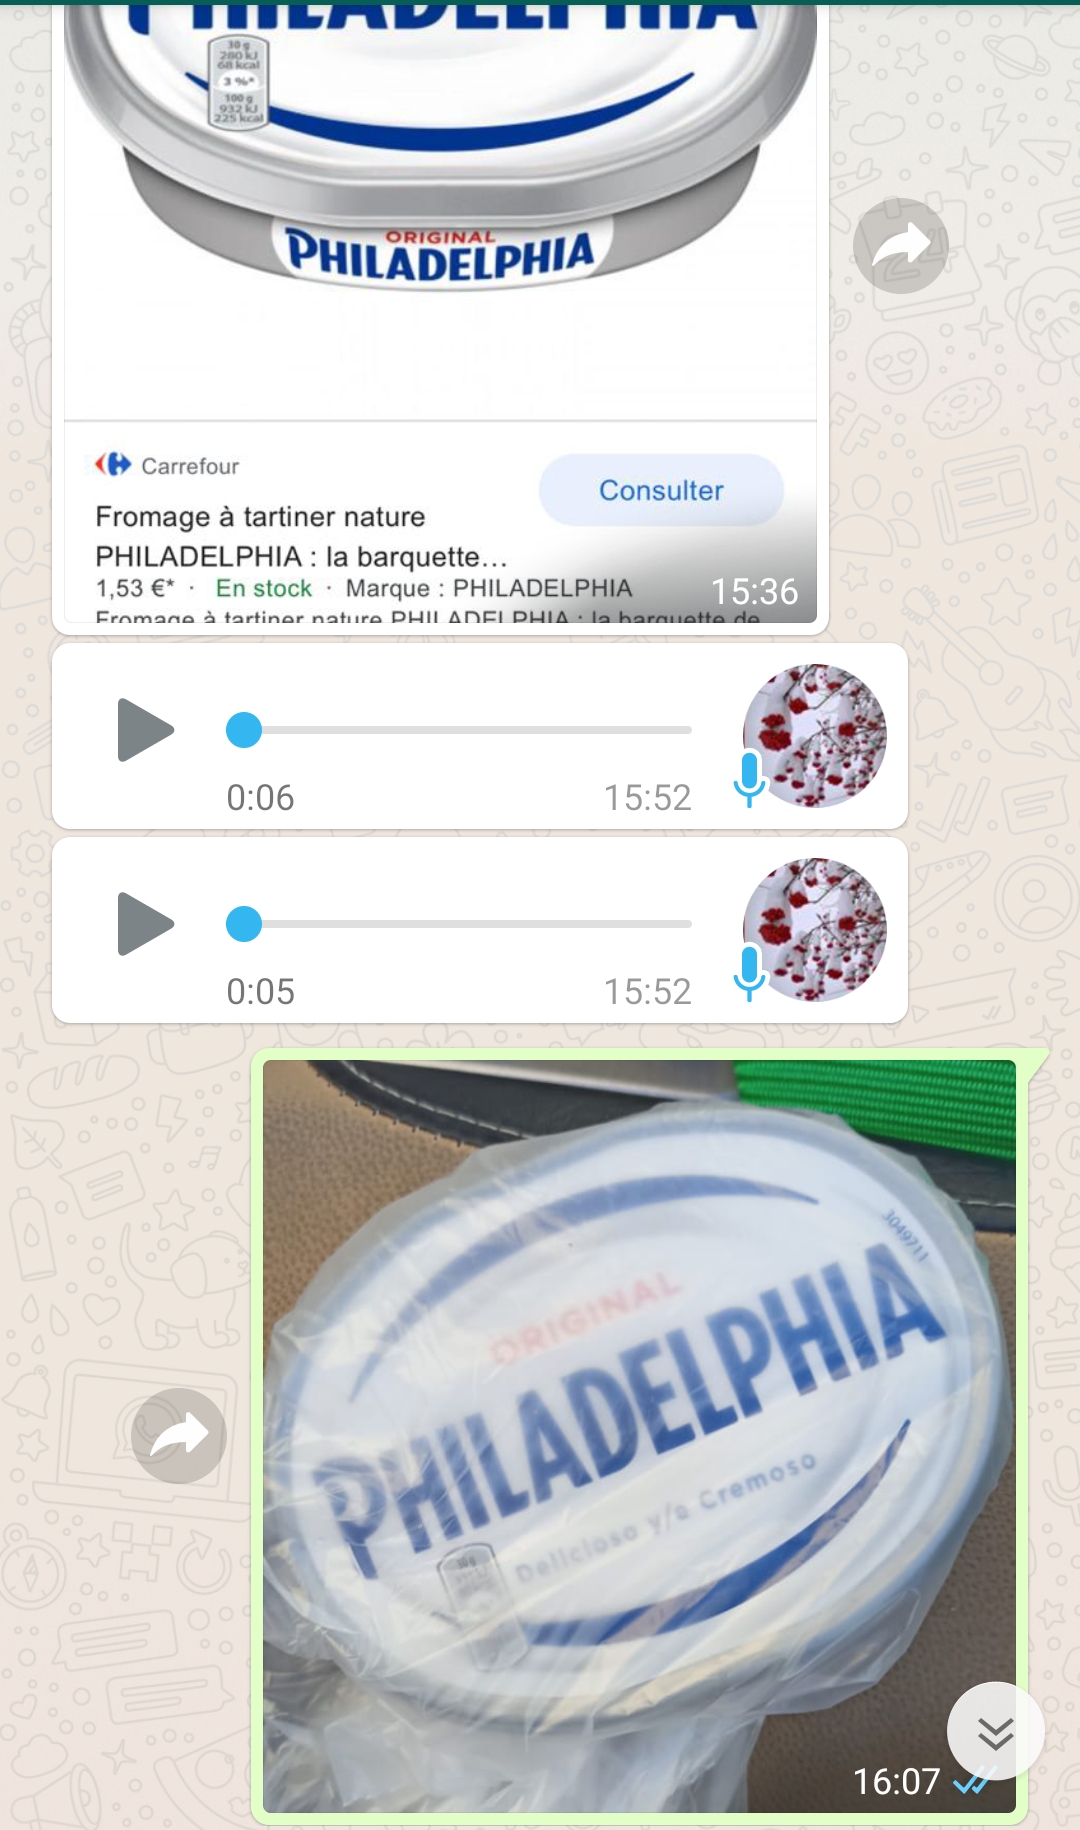 PHILADELPHIA
30 g
280 kJ
68 kcal
3 %*
100 g
932 kJ
225 kcal
ORIGINAL
PHILADELPHIA
Carrefour
Consulter
Fromage à tartiner nature
PHILADELPHIA : la barquette...
1,53 €* · En stock · Marque : PHILADELPHIA
15:36
Fromage à tartiner nature PHILADELPHIA : la barquette de
0:06
15:52
0:05
15:52
3049711
ORIGINAL
PHILADELPHIA
Delicioso y/e Cremoso
30 g
16:07